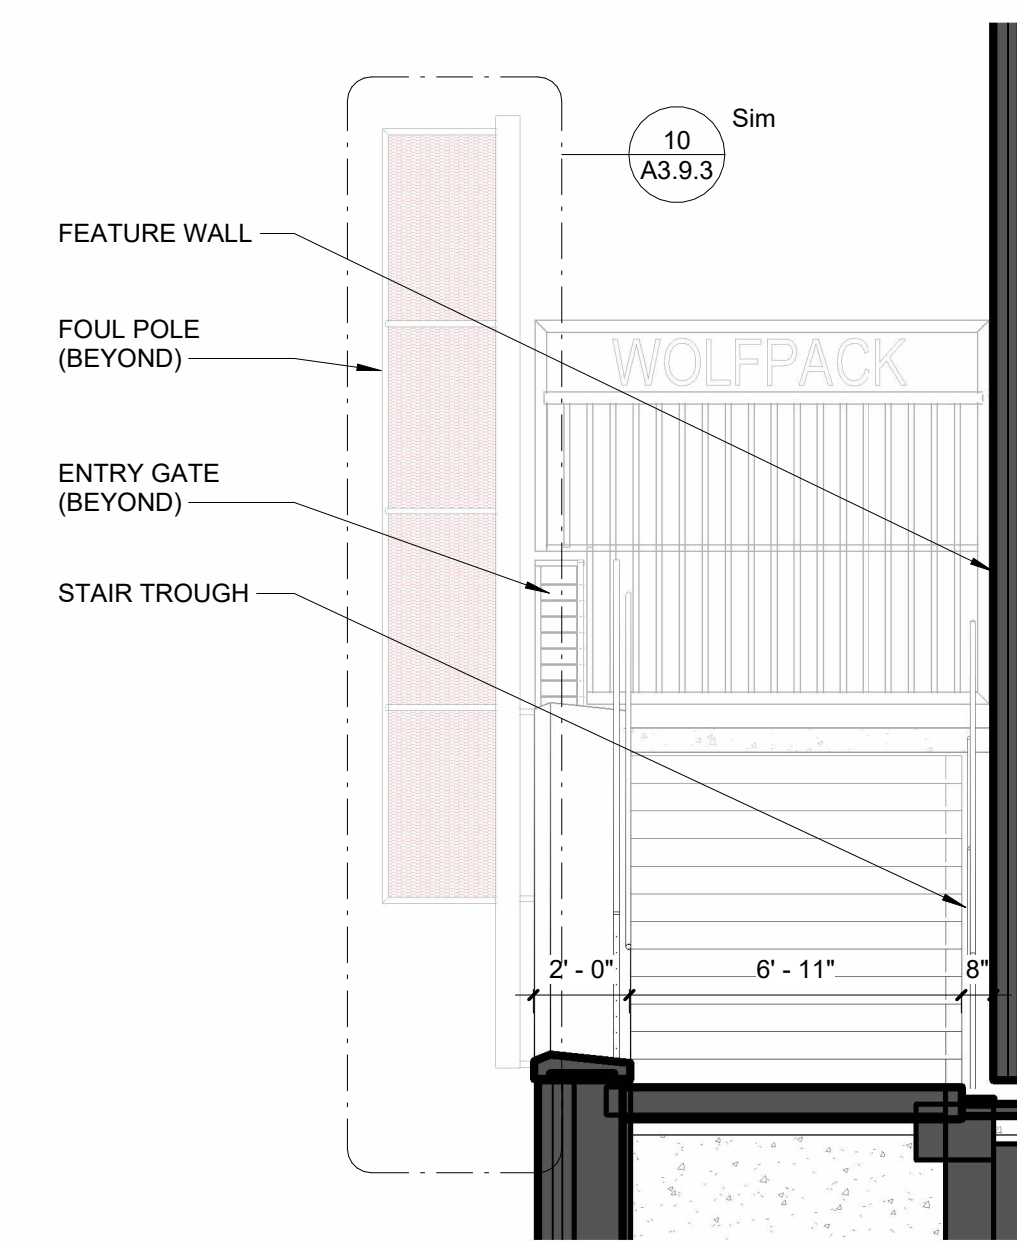 Sim
10
A3.9.3
FEATURE WALL
FOUL POLE
(BEYOND)
WOLFPACK
ENTRY GATE
(BEYOND)
STAIR TROUGH
2' - 0"
6' - 11"
8"